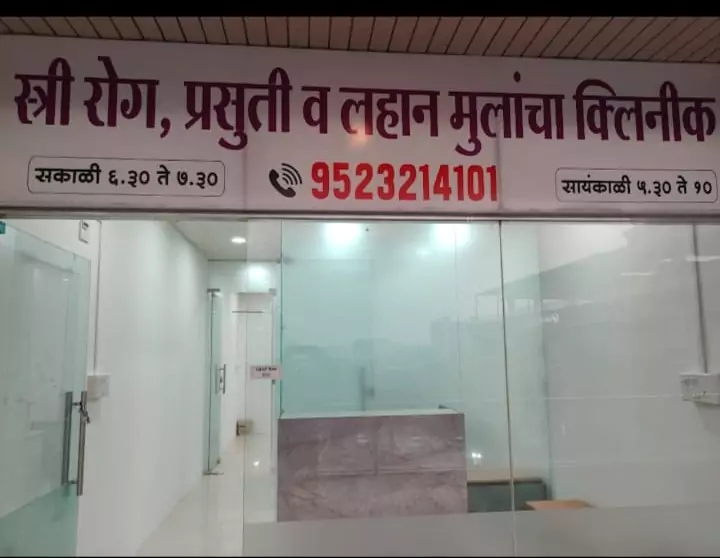 स्त्री रोग, प्रसुती व लहान मुलांचा क्लिनीक
सकाळी ६.३० ते ७.३०
9523214101
सायंकाळी ५.३० ते १०